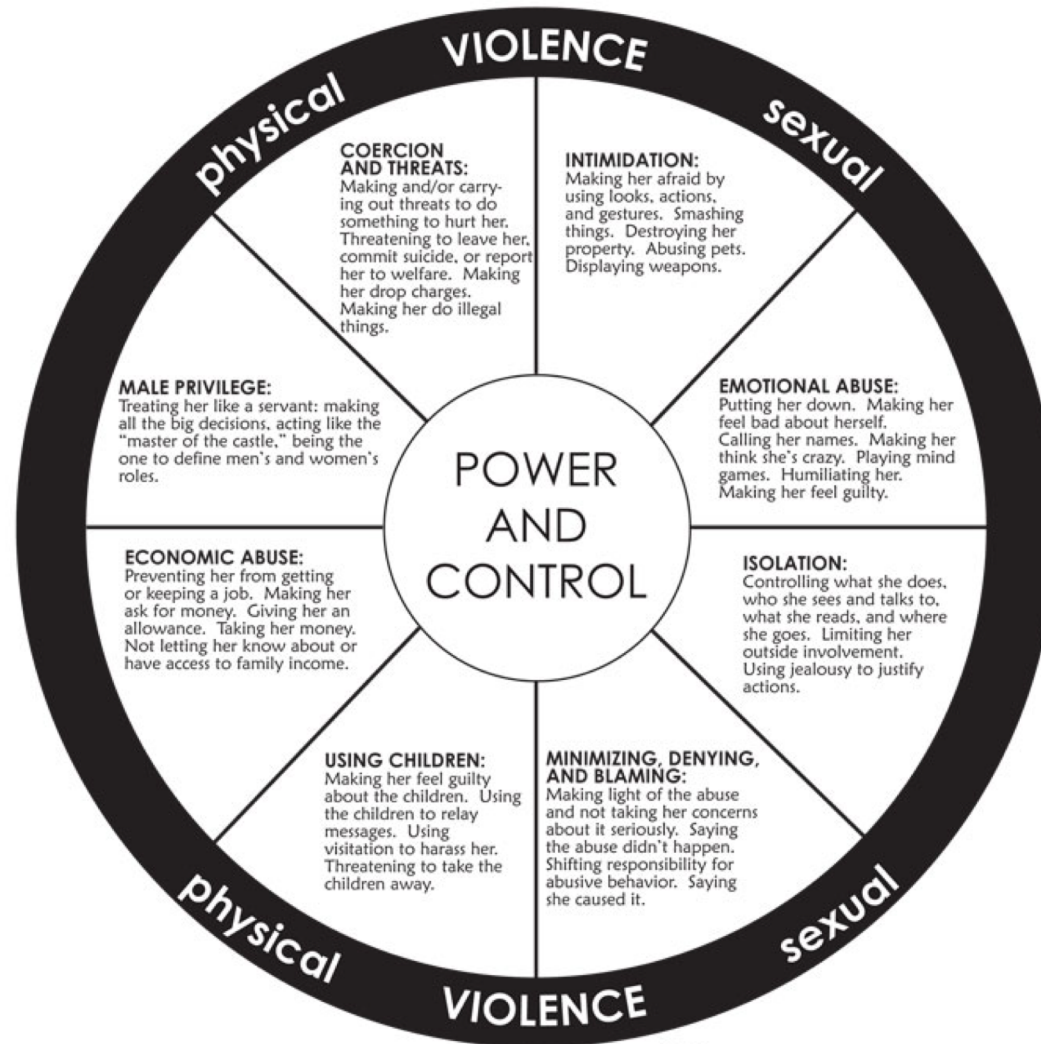 physical VIOLENCE sexual
COERCION
AND THREATS:
Making and/or carry-
ing out threats to do
something to hurt her.
Threatening to leave her,
commit suicide, or report
her to welfare.  Making
her drop charges.
Making her do illegal
things.
INTIMIDATION:
Making her afraid by
using looks, actions,
and gestures.  Smashing
things.  Destroying her
property.  Abusing pets.
Displaying weapons.
MALE PRIVILEGE:
Treating her like a servant: making
all the big decisions, acting like the
“master of the castle,” being the
one to define men's and women's
roles.
EMOTIONAL ABUSE:
Putting her down.  Making her
feel bad about herself.
Calling her names.  Making her
think she's crazy.  Playing mind
games.  Humiliating her.
Making her feel guilty.
POWER
AND
CONTROL
ECONOMIC ABUSE:
Preventing her from getting
or keeping a job.  Making her
ask for money.  Giving her an
allowance.  Taking her money.
Not letting her know about or
have access to family income.
ISOLATION:
Controlling what she does,
who she sees and talks to,
what she reads, and where
she goes.  Limiting her
outside involvement.
Using jealousy to justify
actions.
USING CHILDREN:
Making her feel guilty
about the children.  Using
the children to relay
messages.  Using
visitation to harass her.
Threatening to take the
children away.
MINIMIZING, DENYING,
AND BLAMING:
Making light of the abuse
and not taking her concerns
about it seriously.  Saying
the abuse didn't happen.
Shifting responsibility for
abusive behavior.  Saying
she caused it.
physical VIOLENCE sexual